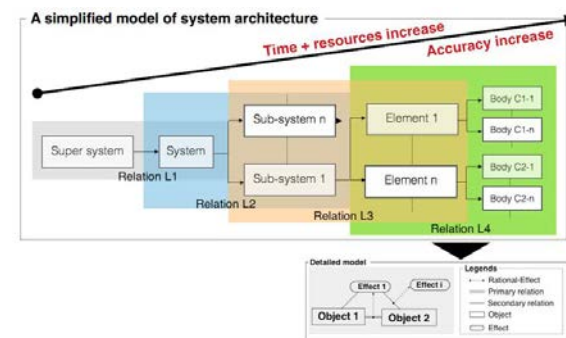 A simplified model of system architecture
Time + resources increase
Accuracy increase
Super system
System
Sub-system n
Sub-system 1
Element 1
Element n
Body C1-1
Body C1-n
Body C2-1
Body C2-n
Relation L1
Relation L2
Relation L3
Relation L4
Detailed model
Effect 1
Effect i
Object 1
Object 2
Legends
Rational-Effect
Primary relation
Secondary relation
Object
Effect